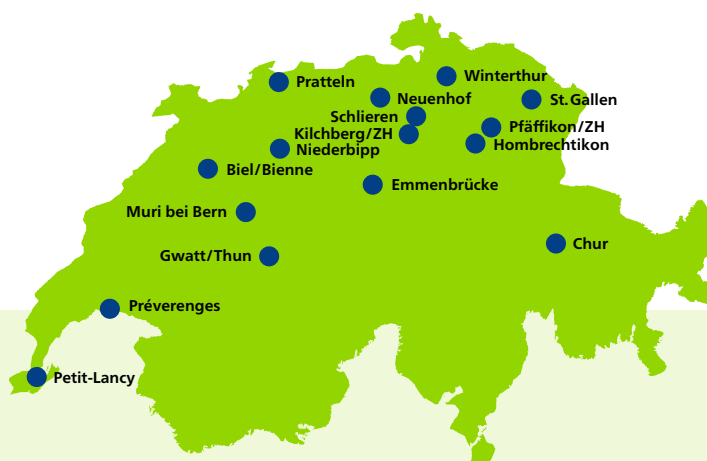 Winterthur
Pratteln
Neuenhof
St. Gallen
Schlieren
Pfäffikon/ZH
Kilchberg/ZH
Hombrechtikon
Niederbipp
Biel/Bienne
Emmenbrücke
Muri bei Bern
Chur
Gwatt/Thun
Préverenges
Petit-Lancy